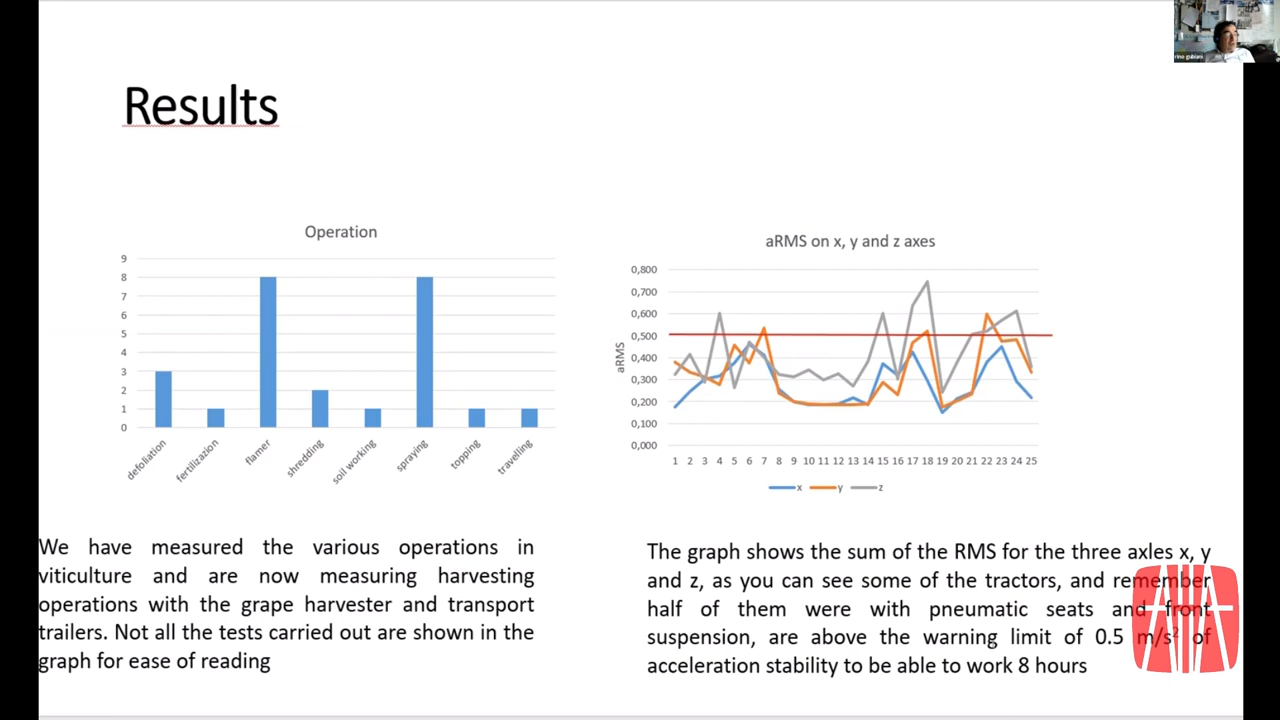 Results
Operation
9
8
7
6
5
4
3
2
1
0
defoliation
fertilizazion
flamer
shredding
soil working
spraying
topping
travelling
aRMS on x, y and z axes
0,800
0,700
0,600
0,500
0,400
0,300
0,200
0,100
0,000
aRMS
1 2 3 4 5 6 7 8 9 10 11 12 13 14 15 16 17 18 19 20 21 22 23 24 25
x y z
We have measured the various operations in
viticulture and are now measuring harvesting
operations with the grape harvester and transport
trailers. Not all the tests carried out are shown in the
graph for ease of reading
The graph shows the sum of the RMS for the three axles x, y
and z, as you can see some of the tractors, and remember
half of them were with pneumatic seats and front
suspension, are above the warning limit of 0.5 m/s² of
acceleration stability to be able to work 8 hours
AIIA